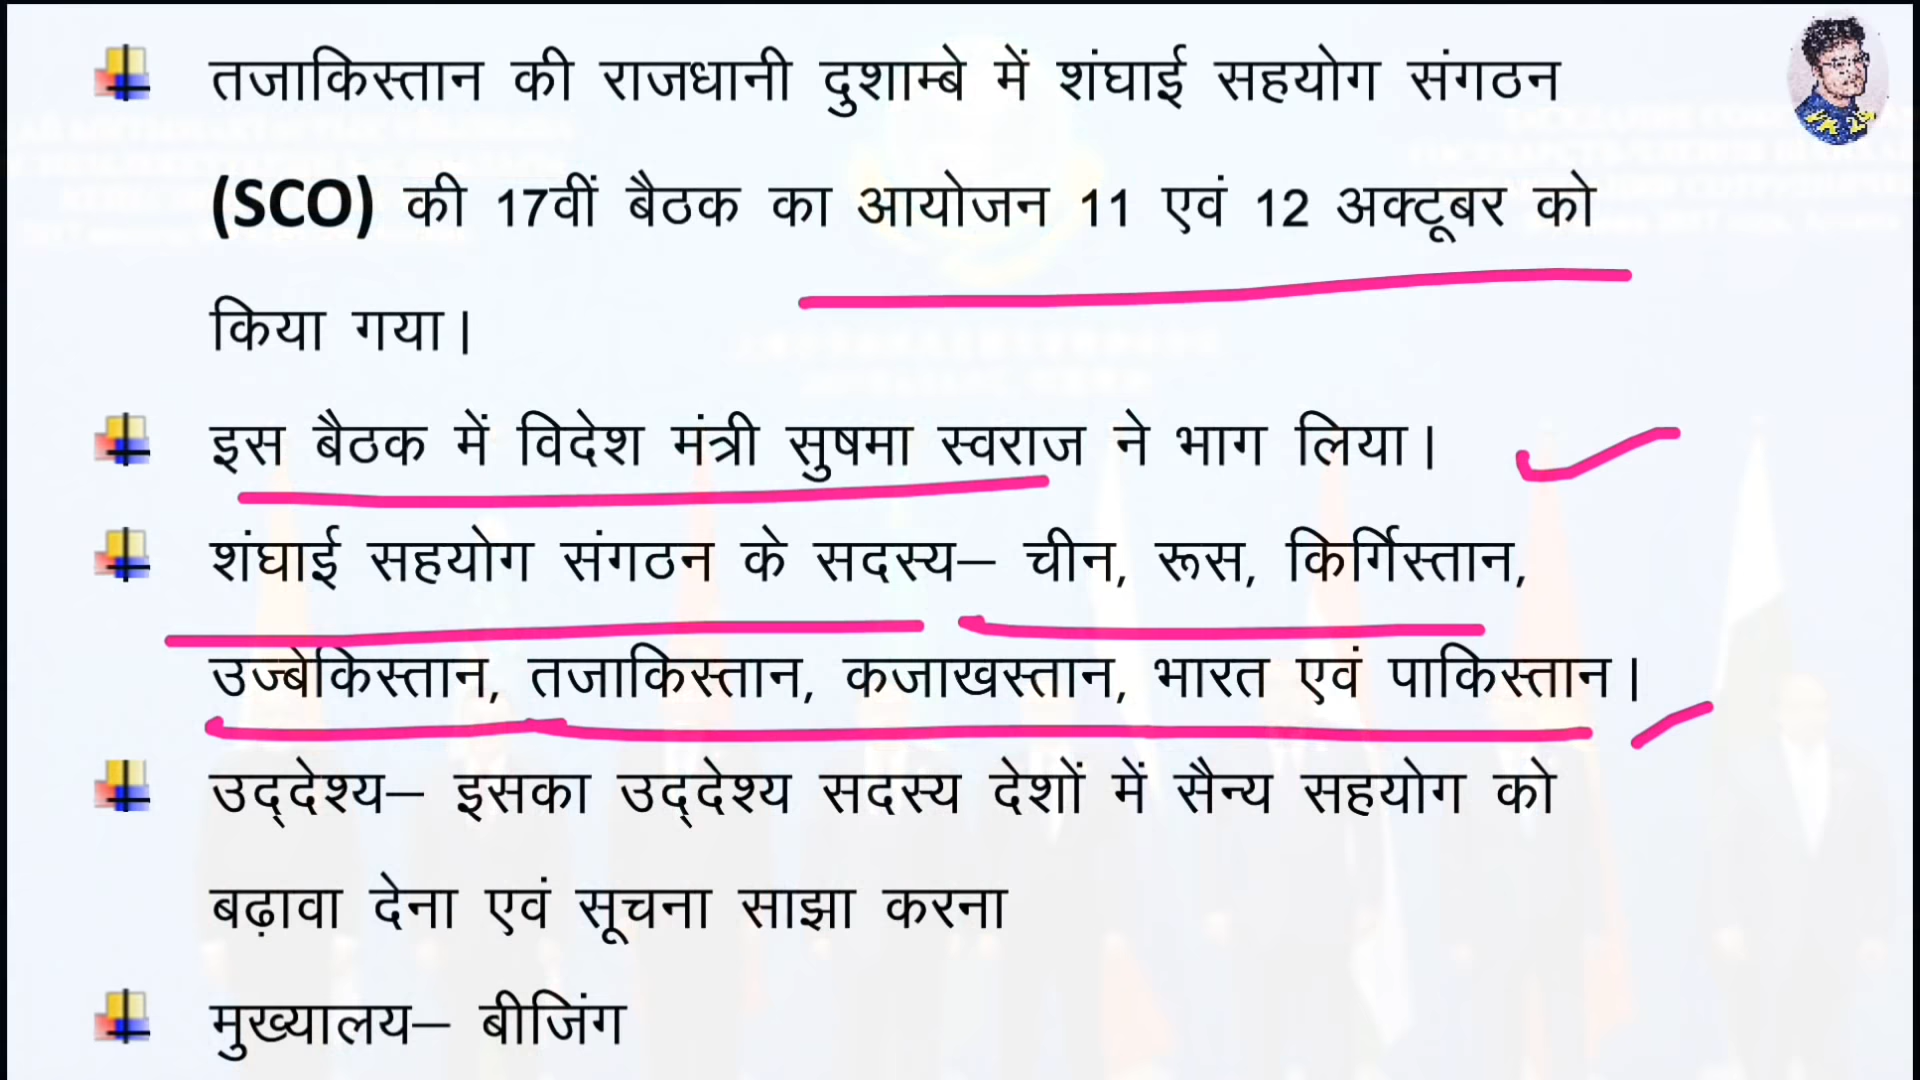 तजाकिस्तान की राजधानी दुशाम्बे में शंघाई सहयोग संगठन
(SCO) की 17वीं बैठक का आयोजन 11 एवं 12 अक्टूबर को
किया गया।
इस बैठक में विदेश मंत्री सुषमा स्वराज ने भाग लिया।
शंघाई सहयोग संगठन के सदस्य– चीन, रूस, किर्गिस्तान,
उज्बेकिस्तान, तजाकिस्तान, कजाखस्तान, भारत एवं पाकिस्तान।
उद्देश्य– इसका उद्देश्य सदस्य देशों में सैन्य सहयोग को
बढ़ावा देना एवं सूचना साझा करना
मुख्यालय– बीजिंग